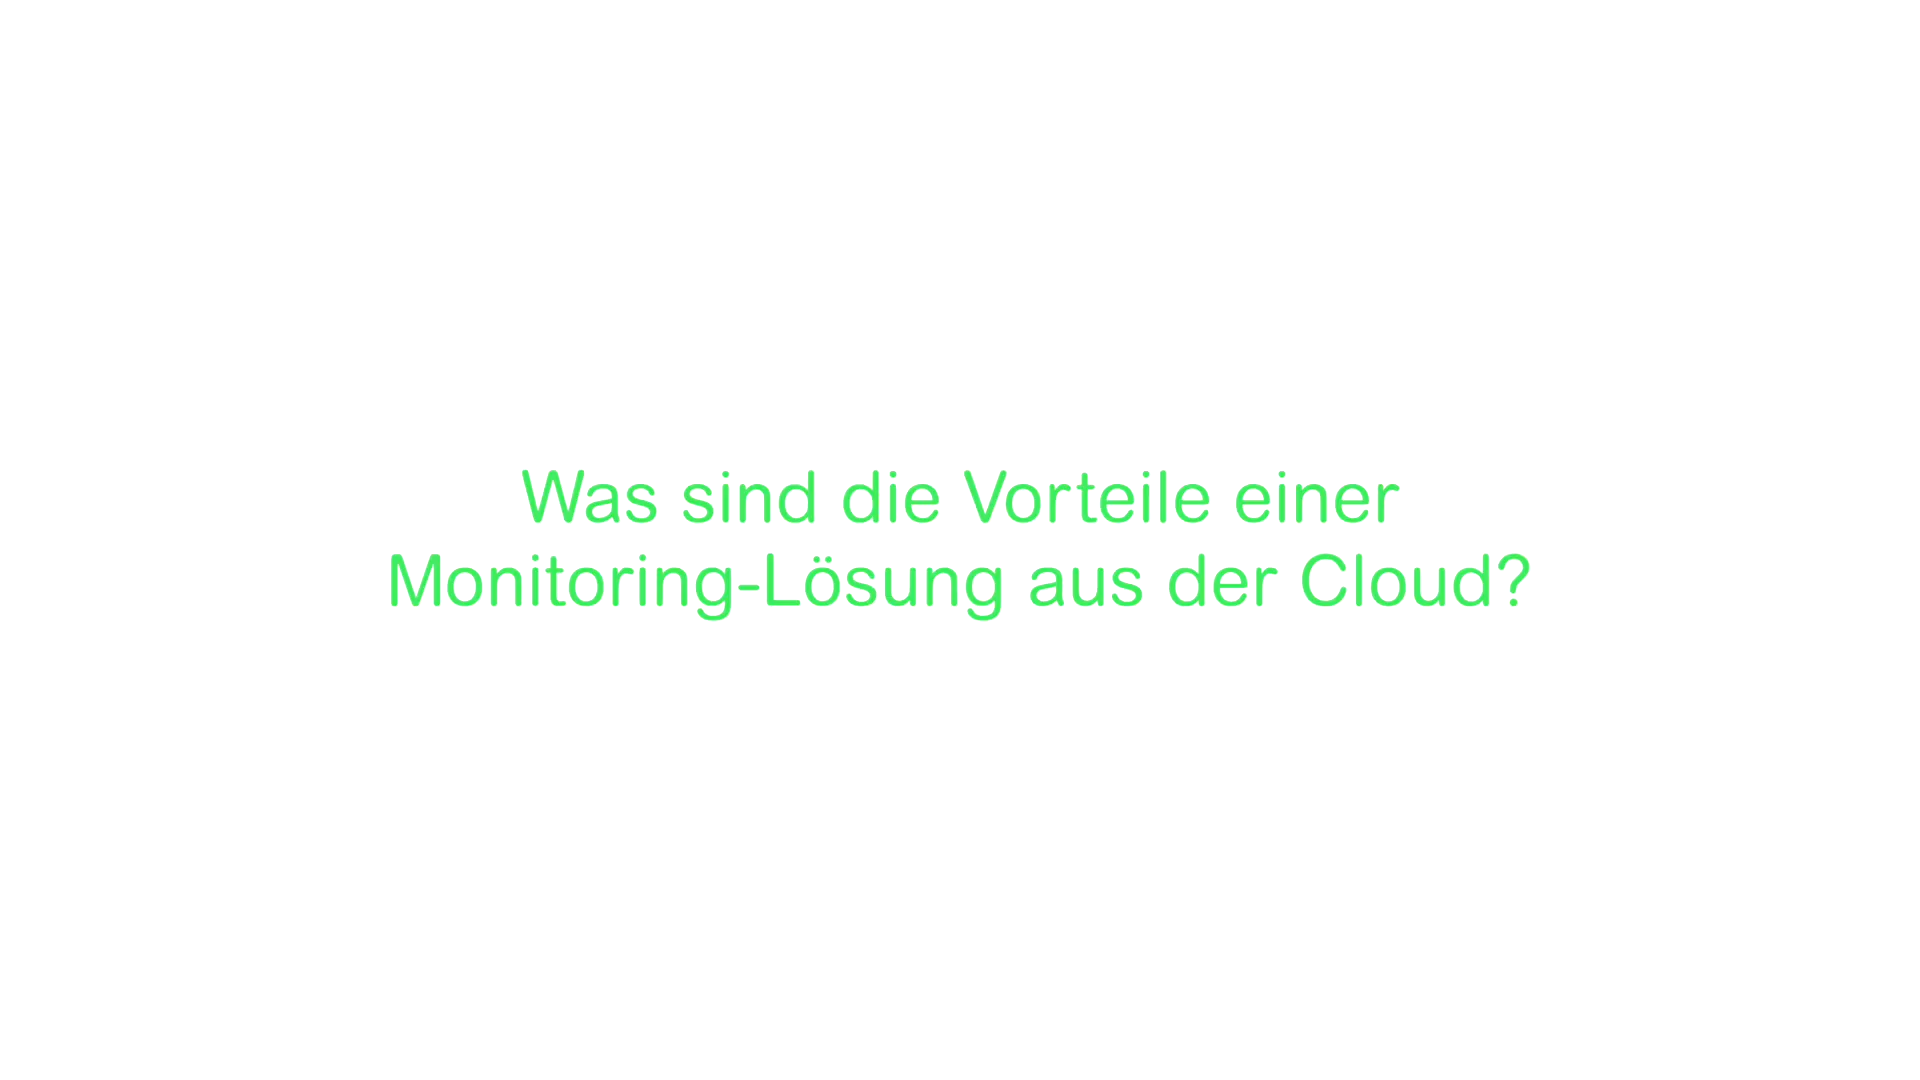 Was sind die Vorteile einer
Monitoring-Lösung aus der Cloud?